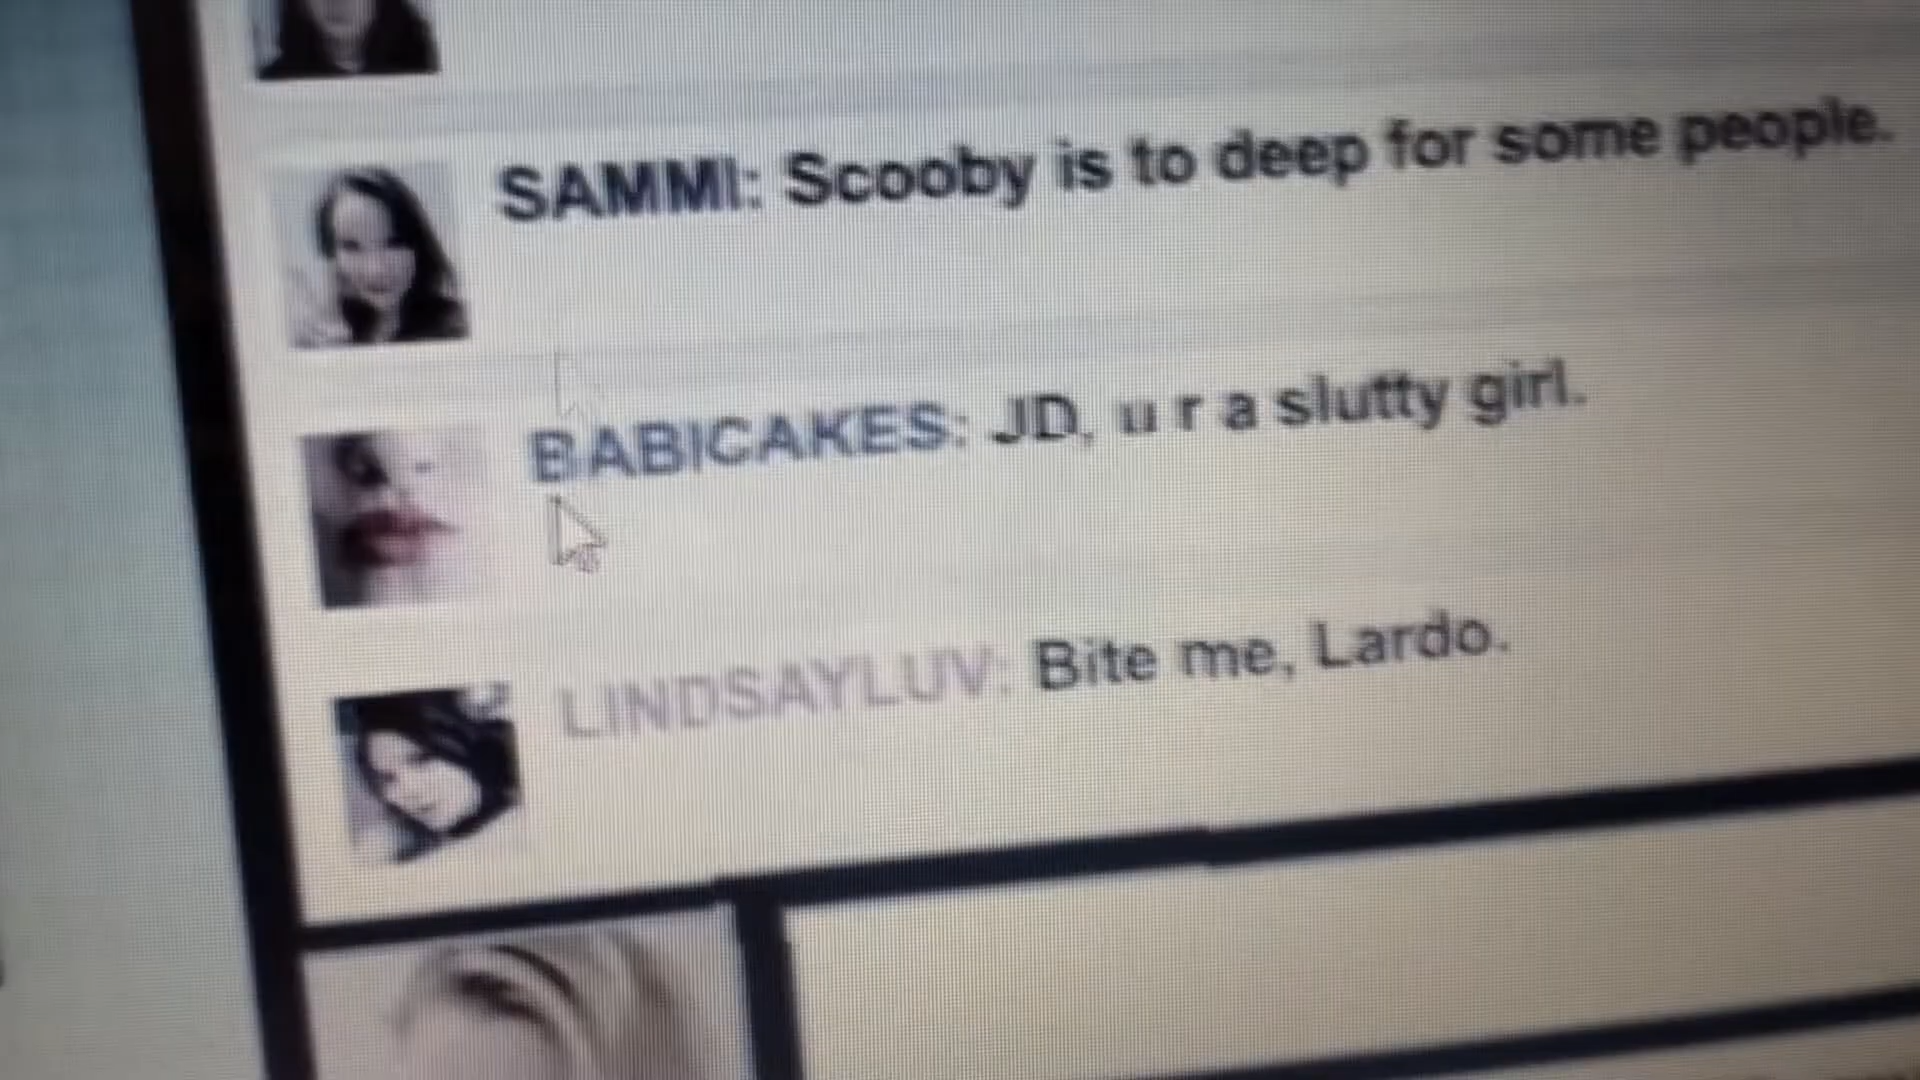 SAMMI: Scooby is to deep for some people.
BABICAKES: JD, u r a slutty girl.
LINDSAYLUV: Bite me, Lardo.